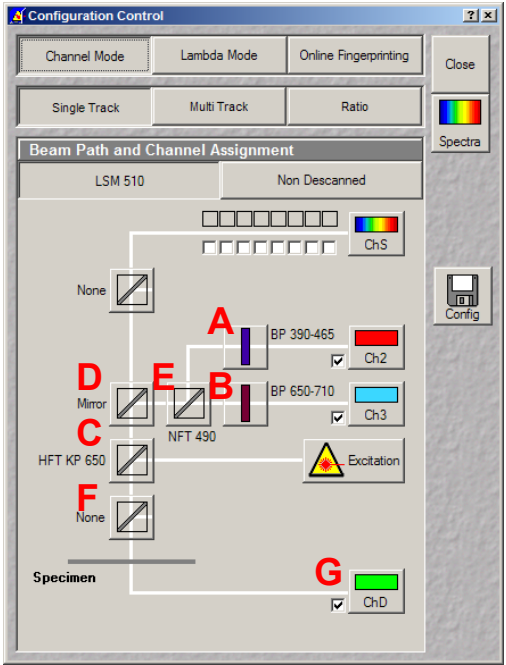 Configuration Control
Channel Mode
Lambda Mode
Online Fingerprinting
Close
Single Track
Multi Track
Ratio
Spectra
Beam Path and Channel Assignment
LSM 510
Non Descanned
ChS
None
Config
A
BP 390-465
Ch2
D
E
B
BP 650-710
Mirror
Ch3
NFT 490
C
HFT KP 650
Excitation
F
None
Specimen
G
ChD